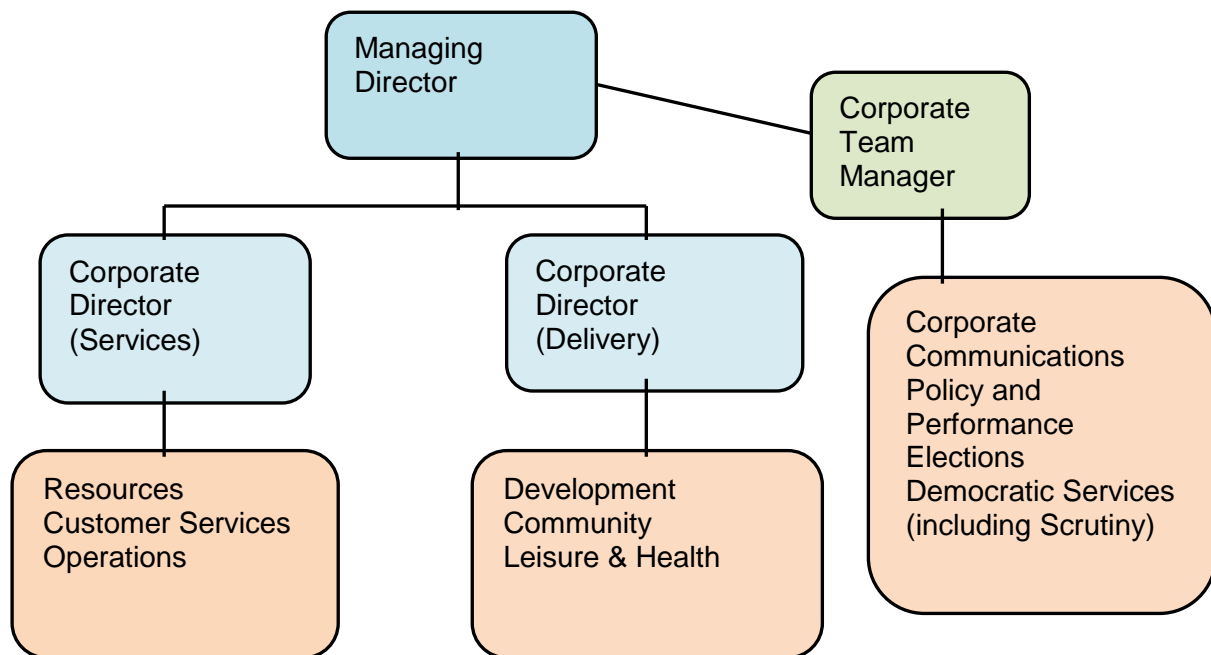 Managing
Director
Corporate
Team
Manager
Corporate
Director
(Services)
Corporate
Director
(Delivery)
Corporate
Communications
Policy and
Performance
Elections
Democratic Services
(including Scrutiny)
Resources
Customer Services
Operations
Development
Community
Leisure & Health